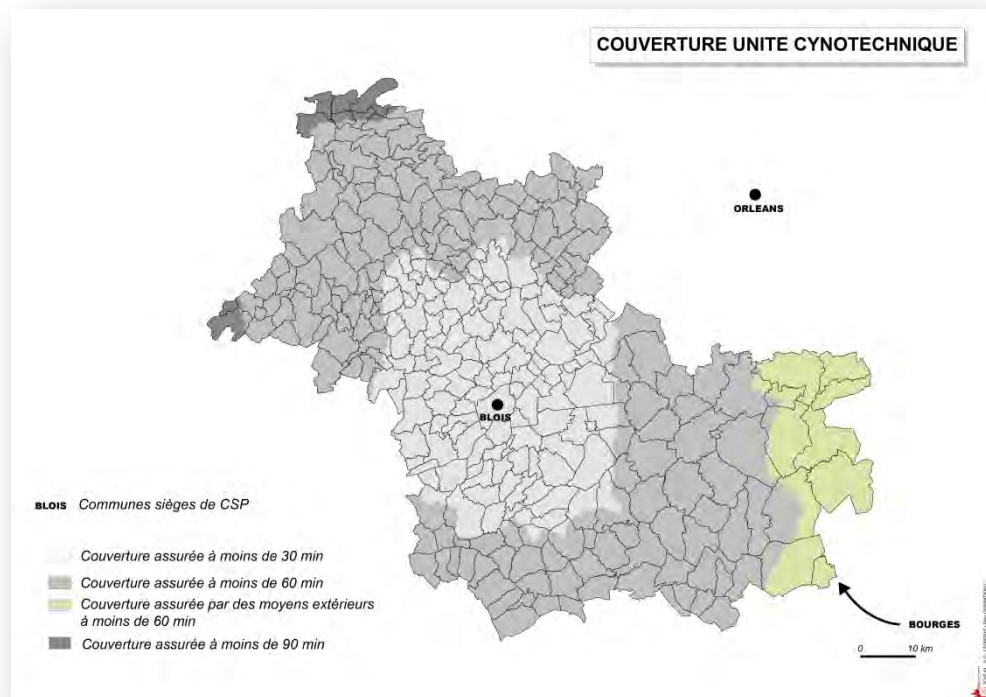 COUVERTURE UNITE CYNOTECHNIQUE
ORLEANS
BLOIS
BLOIS Communes sièges de CSP
Couverture assurée à moins de 30 min
Couverture assurée à moins de 60 min
Couverture assurée par des moyens extérieurs
à moins de 60 min
Couverture assurée à moins de 90 min
BOURGES
0 10 km